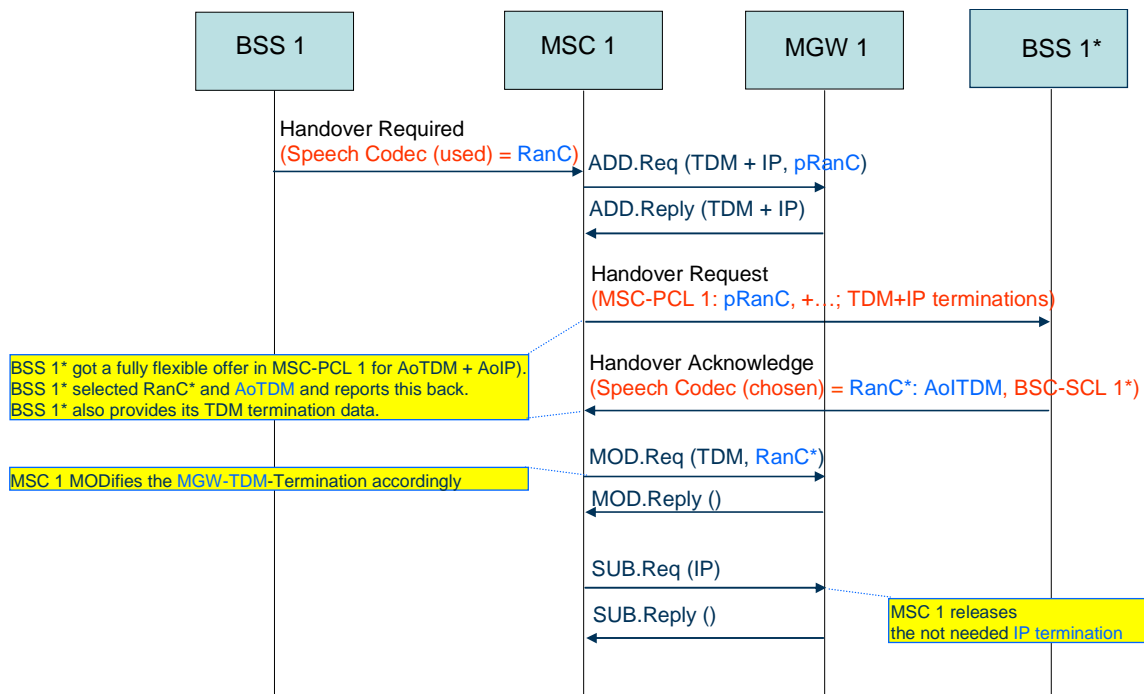 BSS 1
MSC 1
MGW 1
BSS 1*
Handover Required
(Speech Codec (used) = RanC)
ADD.Req (TDM + IP, pRanC)
ADD.Reply (TDM + IP)
Handover Request
(MSC-PCL 1: pRanC, +…; TDM+IP terminations)
BSS 1* got a fully flexible offer in MSC-PCL 1 for AoTDM + AoIP).
BSS 1* selected RanC* and AoTDM and reports this back.
BSS 1* also provides its TDM termination data.
Handover Acknowledge
(Speech Codec (chosen) = RanC*: AoITDM, BSC-SCL 1*)
MOD.Req (TDM, RanC*)
MSC 1 MODifies the MGW-TDM-Termination accordingly
MOD.Reply ()
SUB.Req (IP)
MSC 1 releases
the not needed IP termination
SUB.Reply ()